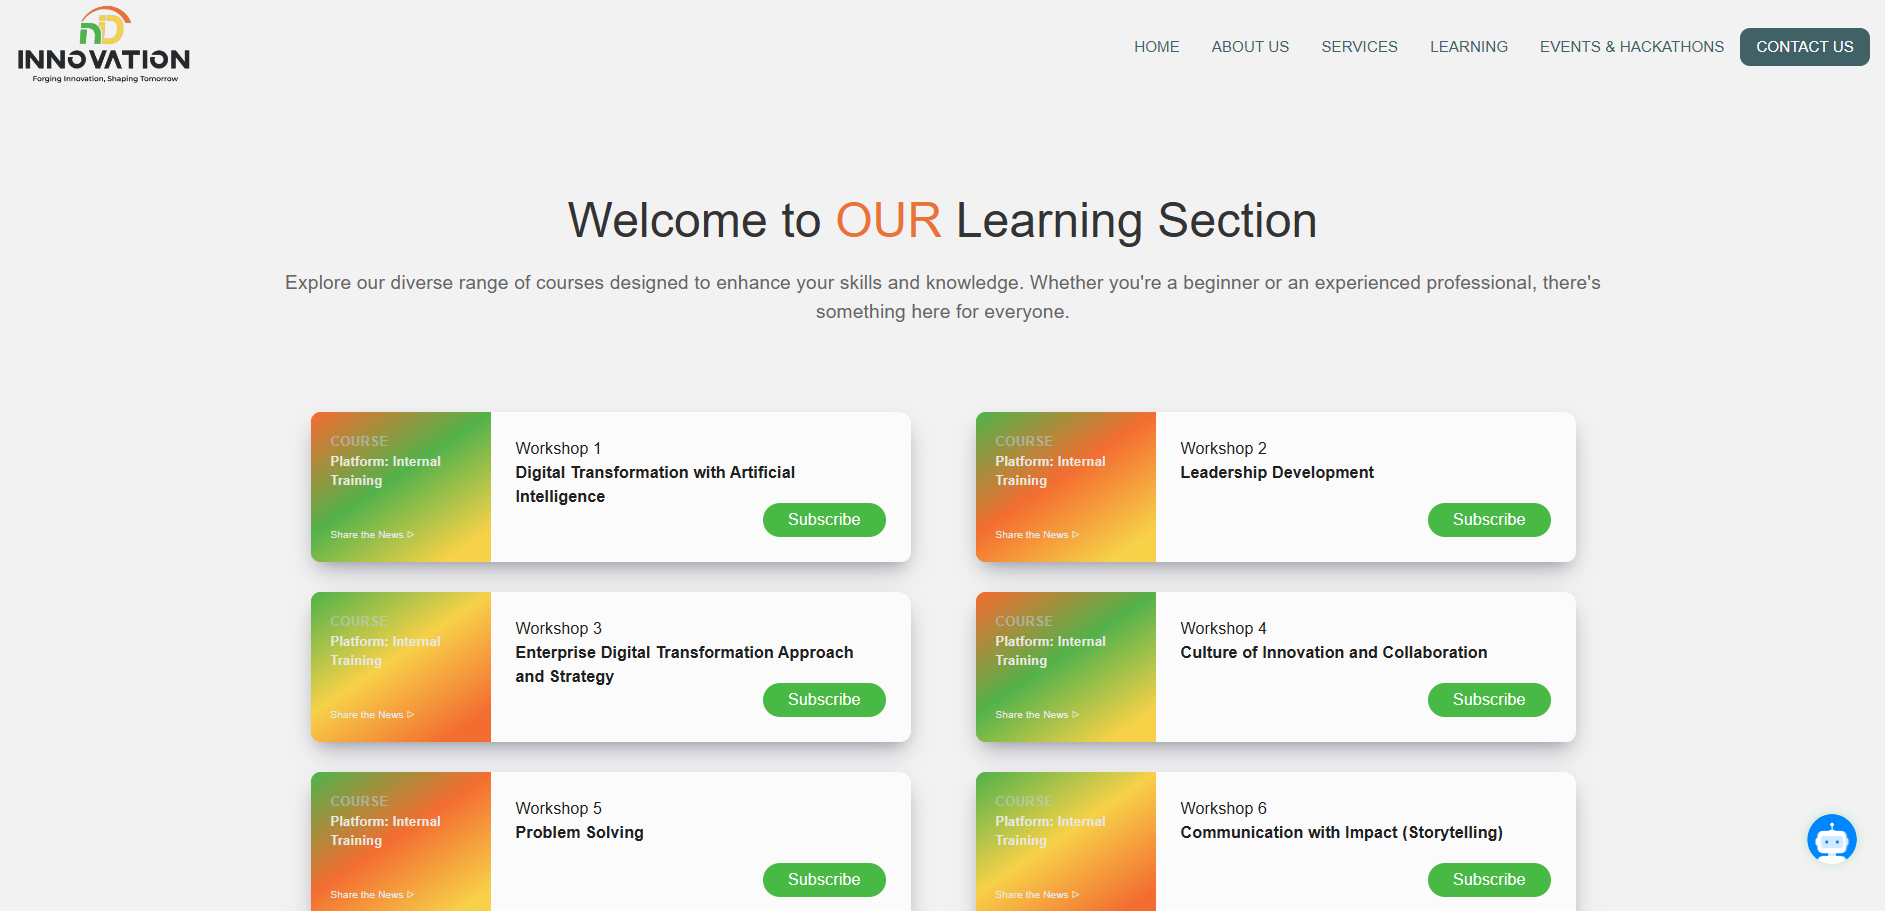 nD
INNOVATION
Forging Innovation, Shaping Tomorrow
HOME ABOUT US SERVICES LEARNING EVENTS & HACKATHONS CONTACT US
Welcome to OUR Learning Section
Explore our diverse range of courses designed to enhance your skills and knowledge. Whether you're a beginner or an experienced professional, there's
something here for everyone.
COURSE
Platform: Internal
Training
Share the News
Workshop 1
Digital Transformation with Artificial
Intelligence
Subscribe
COURSE
Platform: Internal
Training
Share the News
Workshop 2
Leadership Development
Subscribe
COURSE
Platform: Internal
Training
Share the News
Workshop 3
Enterprise Digital Transformation Approach
and Strategy
Subscribe
COURSE
Platform: Internal
Training
Share the News
Workshop 4
Culture of Innovation and Collaboration
Subscribe
COURSE
Platform: Internal
Training
Share the News
Workshop 5
Problem Solving
Subscribe
COURSE
Platform: Internal
Training
Share the News
Workshop 6
Communication with Impact (Storytelling)
Subscribe